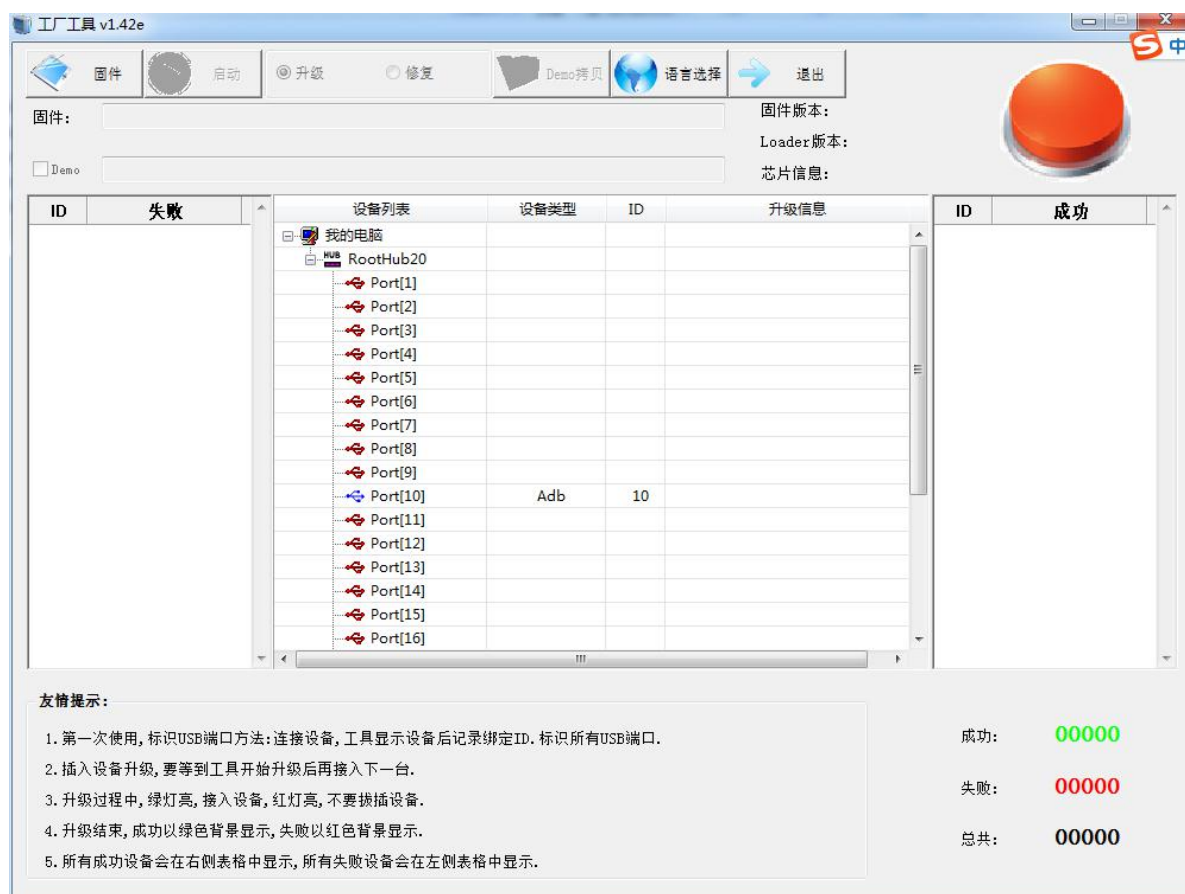 工厂工具 v1.42e
中
固件 启动 升级 修复 Demo拷贝 语言选择 退出
固件: 固件版本:
Loader版本:
Demo 芯片信息:
ID 失败 设备列表 设备类型 ID 升级信息 ID 成功
我的电脑
HUB RootHub20
Port[1]
Port[2]
Port[3]
Port[4]
Port[5]
Port[6]
Port[7]
Port[8]
Port[9]
Port[10] Adb 10
Port[11]
Port[12]
Port[13]
Port[14]
Port[15]
Port[16]
友情提示:
1.第一次使用,标识USB端口方法:连接设备,工具显示设备后记录绑定ID.标识所有USB端口.
2.插入设备升级,要等到工具开始升级后再接入下一台.
3.升级过程中,绿灯亮,接入设备,红灯亮,不要拔插设备.
4.升级结束,成功以绿色背景显示,失败以红色背景显示.
5.所有成功设备会在右侧表格中显示,所有失败设备会在左侧表格中显示.
成功: 00000
失败: 00000
总共: 00000